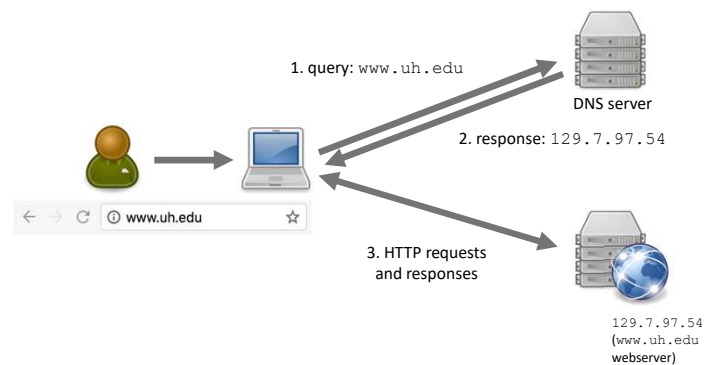 1. query: www.uh.edu
DNS server
2. response: 129.7.97.54
www.uh.edu
3. HTTP requests
and responses
129.7.97.54
(www.uh.edu
webserver)